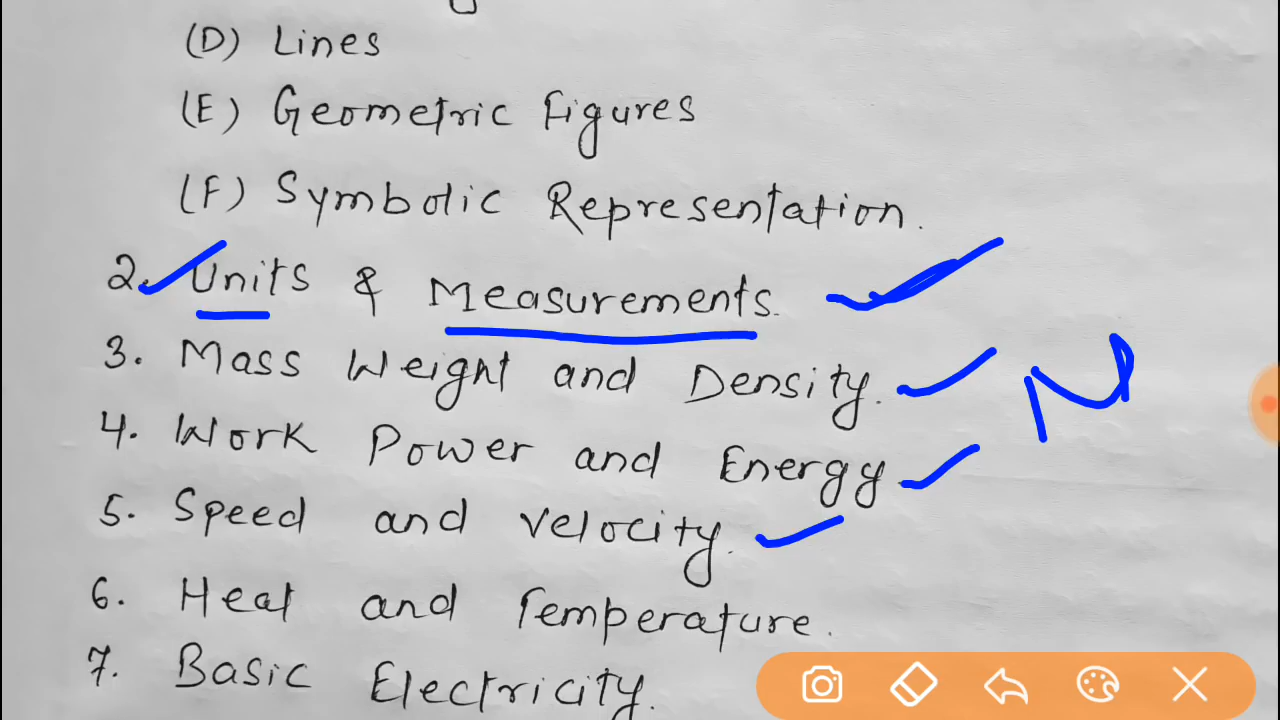 (D) Lines
(E) Geometric Figures
(F) Symbolic Representation.
2. Units & Measurements.
3. Mass Weight and Density.
4. Work Power and Energy
5. Speed and Velocity.
6. Heat and Temperature.
7. Basic Electricity.